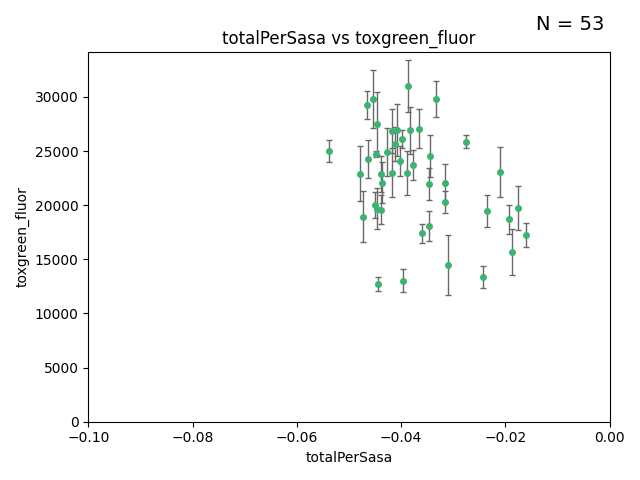 N = 53
totalPerSasa vs toxgreen_fluor
toxgreen_fluor
30000
25000
20000
15000
10000
5000
0
−0.10 −0.08 −0.06 −0.04 −0.02 0.00
totalPerSasa